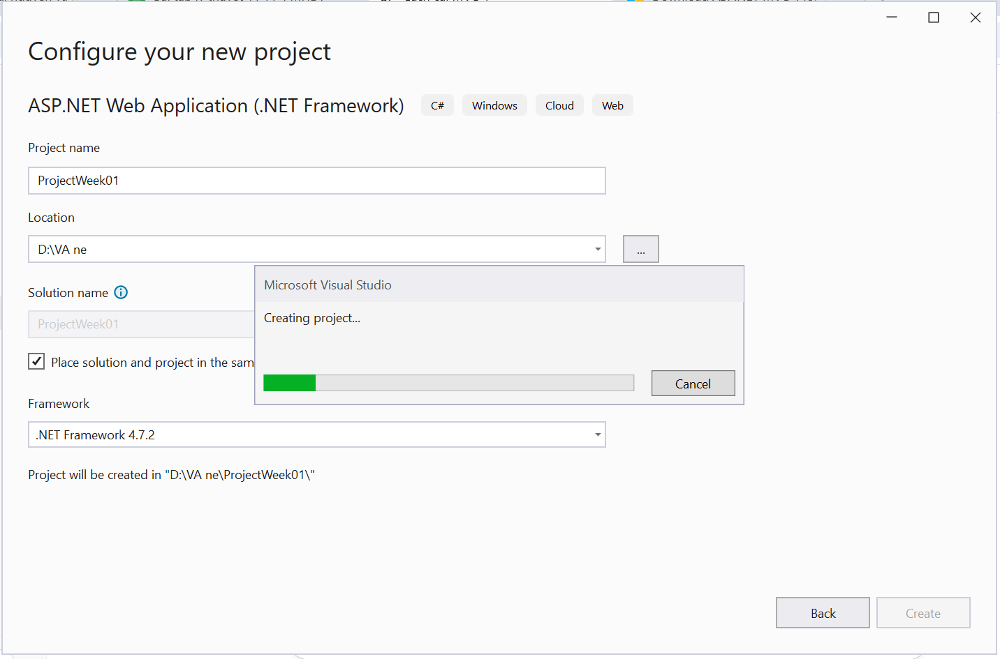 Configure your new project
ASP.NET Web Application (.NET Framework) C# Windows Cloud Web
Project name
ProjectWeek01
Location
D:\VA ne
...
Solution name
ProjectWeek01
Place solution and project in the sam
Microsoft Visual Studio
Creating project...
Cancel
Framework
.NET Framework 4.7.2
Project will be created in "D:\VA ne\ProjectWeek01\"
Back Create